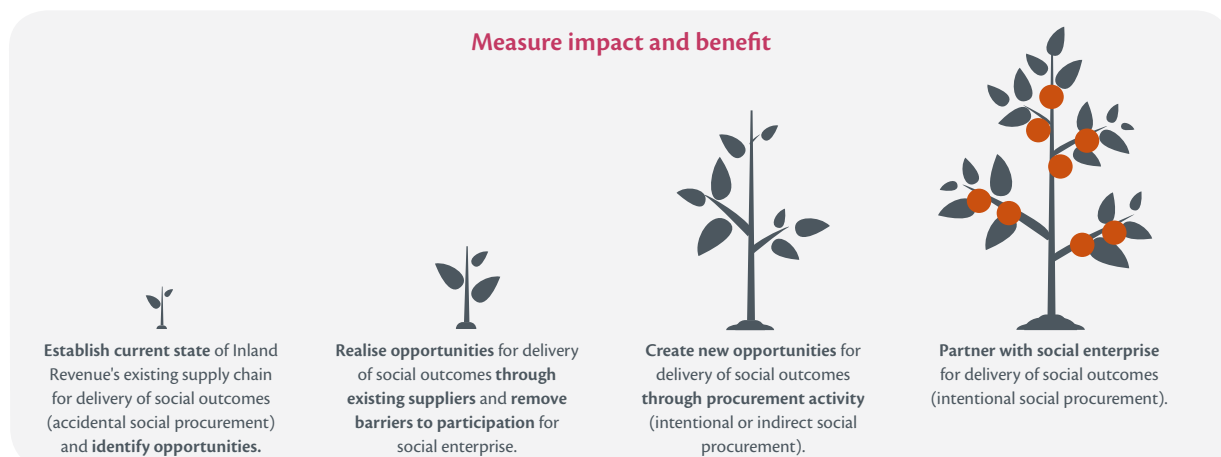 Measure impact and benefit
Establish current state of Inland
Revenue's existing supply chain
for delivery of social outcomes
(accidental social procurement)
and identify opportunities.
Realise opportunities for delivery
of social outcomes through
existing suppliers and remove
barriers to participation for
social enterprise.
Create new opportunities for
delivery of social outcomes
through procurement activity
(intentional or indirect social
procurement).
Partner with social enterprise
for delivery of social outcomes
(intentional social procurement).